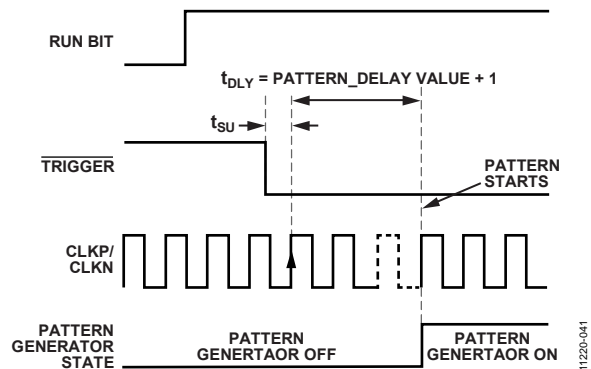 RUN BIT
tDLY = PATTERN_DELAY VALUE + 1
tSU
TRIGGER
PATTERN
STARTS
CLKP/
CLKN
PATTERN
GENERATOR
STATE
PATTERN
GENERTAOR OFF
PATTERN
GENERTAOR ON
11220-041